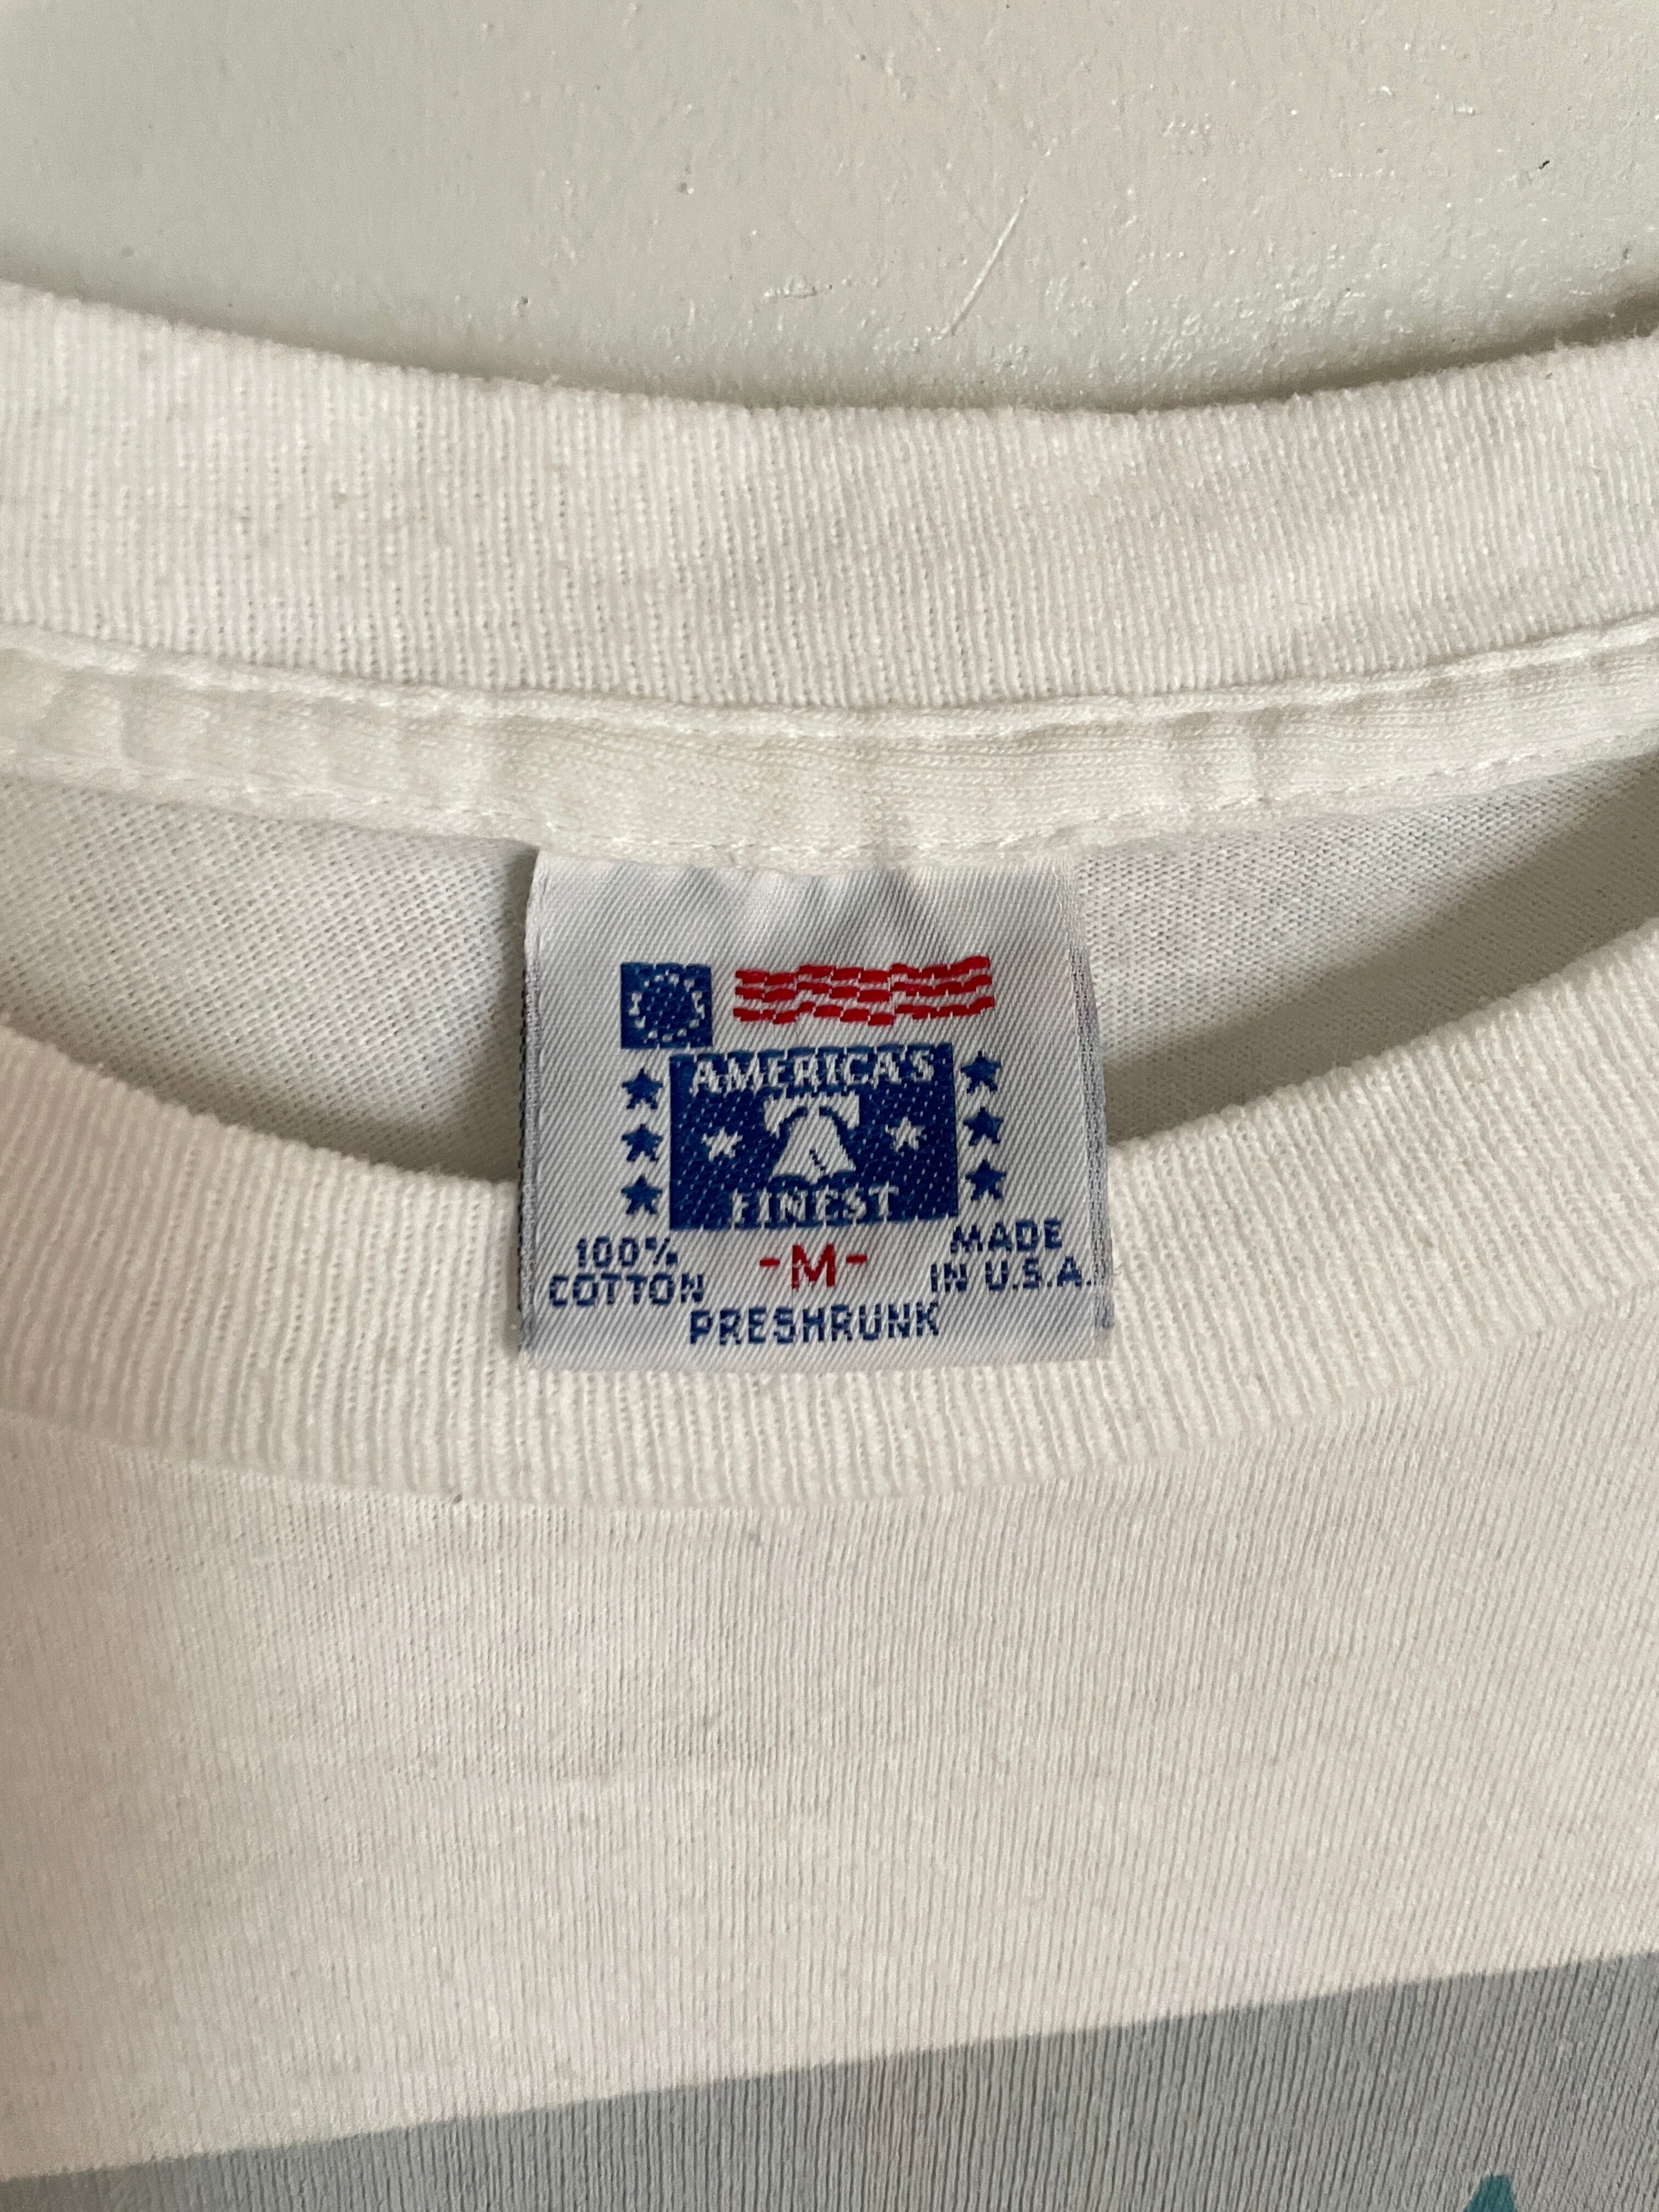 AMERICA'S
FINEST
100%
COTTON
-M-
MADE
IN U.S.A.
PRESHRUNK